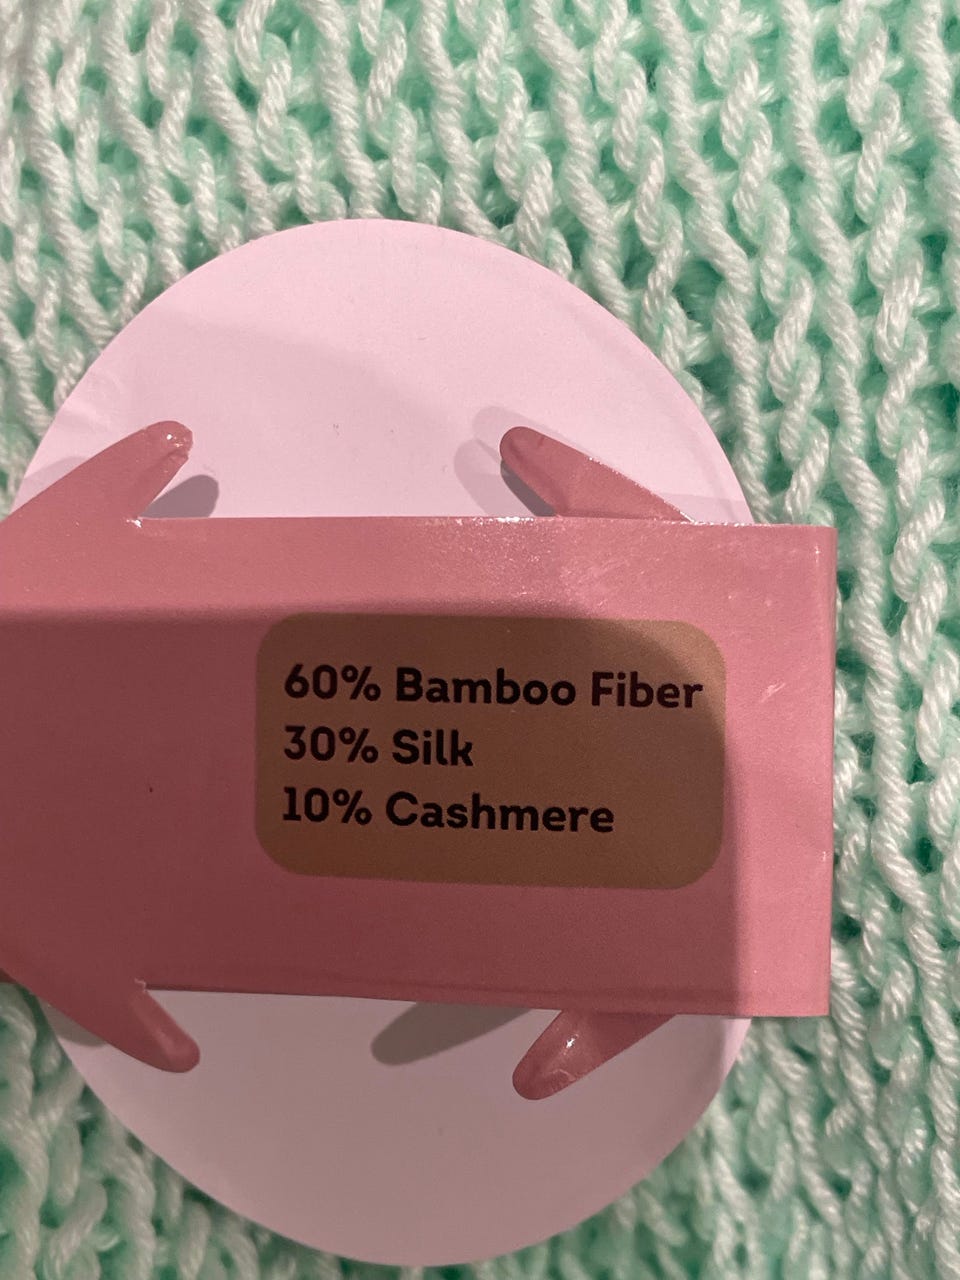 60% Bamboo Fiber
30% Silk
10% Cashmere